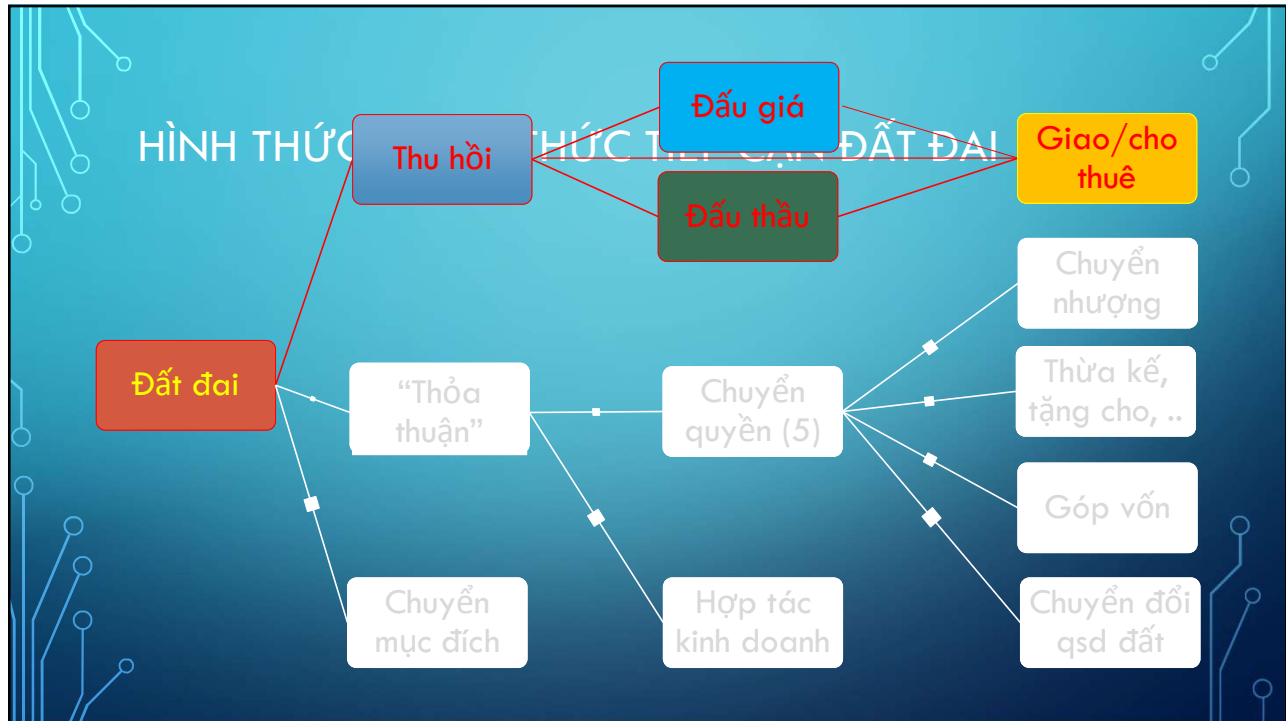 HÌNH THỨC THỨC TIẾP CẬN ĐẤT ĐAI
Thu hồi
Đấu giá
Đấu thầu
Giao/cho
thuê
Đất đai
“Thỏa
thuận”
Chuyển
quyền (5)
Chuyển
nhượng
Thừa kế,
tặng cho, ..
Góp vốn
Chuyển
mục đích
Hợp tác
kinh doanh
Chuyển đổi
qsd đất